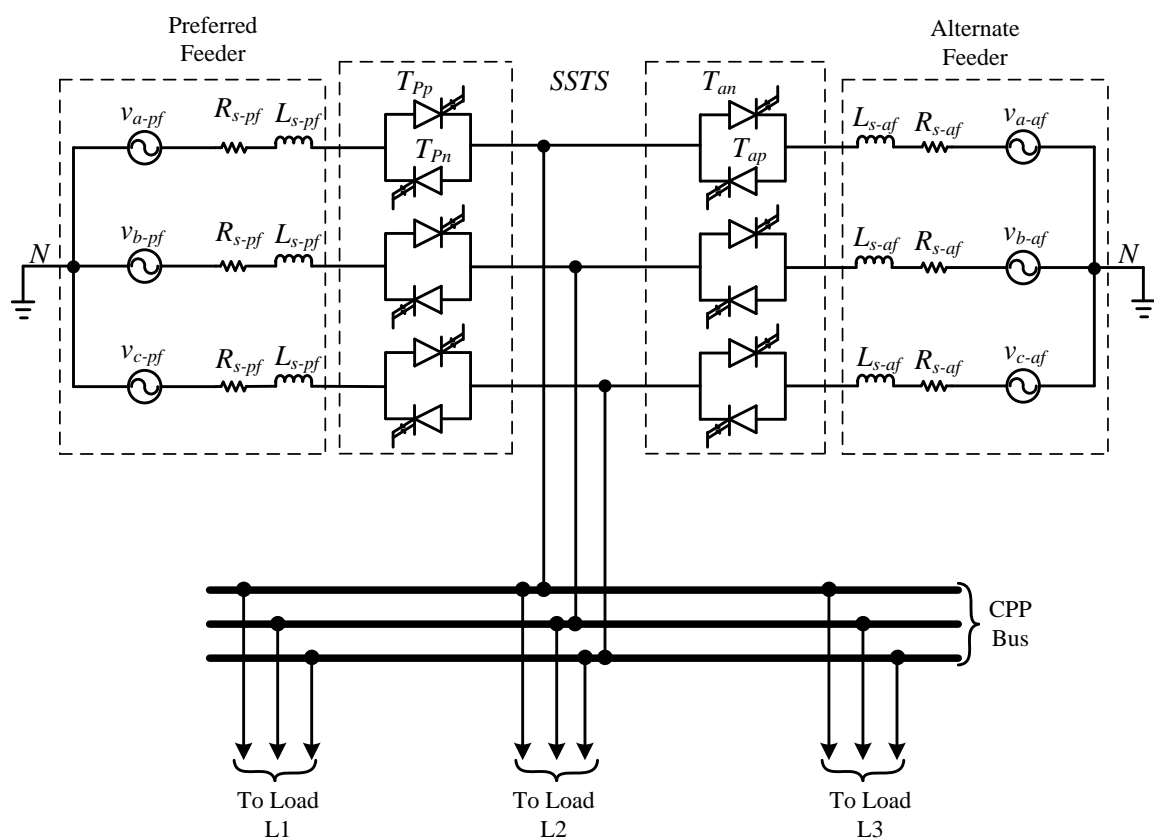 Preferred
Feeder
SSTS
Alternate
Feeder
v_{a-pf} R_{s-pf} L_{s-pf} T_{Pp} T_{an} L_{s-af} R_{s-af} v_{a-af}
T_{Pn} T_{ap}
v_{b-pf} R_{s-pf} L_{s-pf} L_{s-af} R_{s-af} v_{b-af}
N N
v_{c-pf} R_{s-pf} L_{s-pf} L_{s-af} R_{s-af} v_{c-af}
CPP
Bus
To Load
L1
To Load
L2
To Load
L3